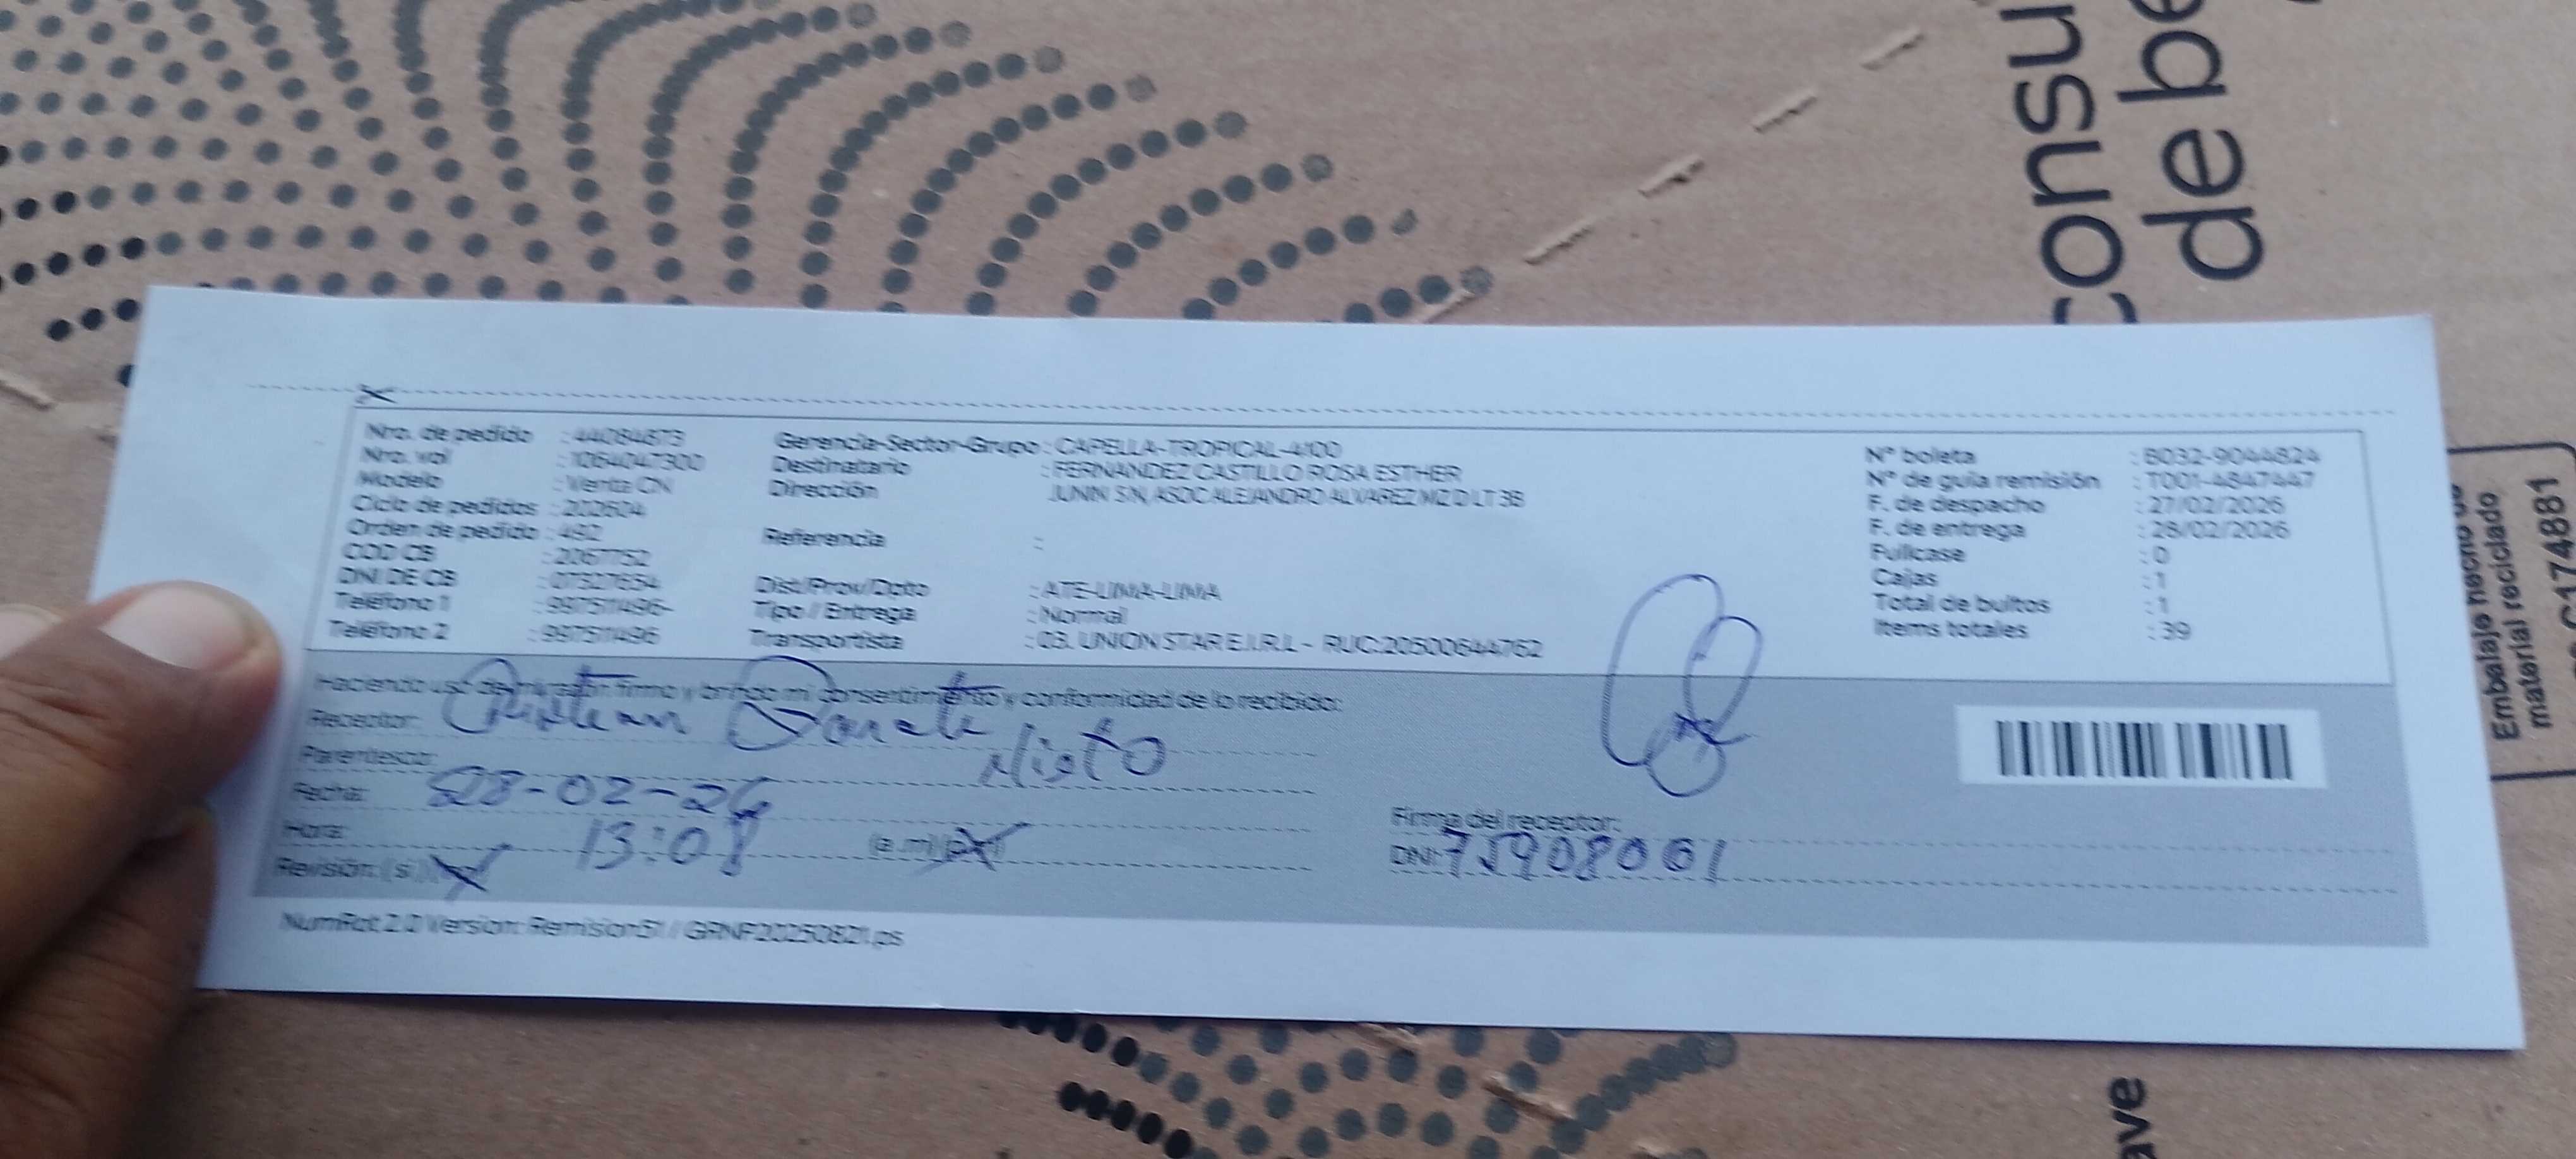 consu
de be
Nro. de pedido : 44084873
Nro. vol : 1064047300
Modelo : Venta CN
Ciclo de pedidos : 202604
Orden de pedido : 492
COD CB : 2067752
DNI DE CB : 07327654
Teléfono 1 : 997511496-
Teléfono 2 : 997511496
Gerencia-Sector-Grupo : CAPELLA-TROPICAL-4100
Destinatario : FERNANDEZ CASTILLO ROSA ESTHER
Dirección JUNIN S/N, ASOC ALEJANDRO ALVAREZ MZ D LT 3B
Referencia :
Dist/Prov/Dpto : ATE-LIMA-LIMA
Tipo / Entrega : Normal
Transportista : 03. UNION STAR E.I.R.L - RUC:20500644762
Nº boleta : B032-9044824
Nº de guía remisión : T001-4847447
F. de despacho : 27/02/2026
F. de entrega : 28/02/2026
Fullcase : 0
Cajas : 1
Total de bultos : 1
Items totales : 39
Haciendo uso de mi razón firmo y brindo mi consentimiento y conformidad de lo recibido:
Receptor:
Parentesco: Nieto
Fecha: 28-02-26
Hora: 13:08 (a.m)
Revisión: (si)
Firma del receptor:
DNI: 75908061
NumRot 2.0 Version: Remision51 // GRNF20250821.ps
Embalaje hecho de
material reciclado
C174881
ave